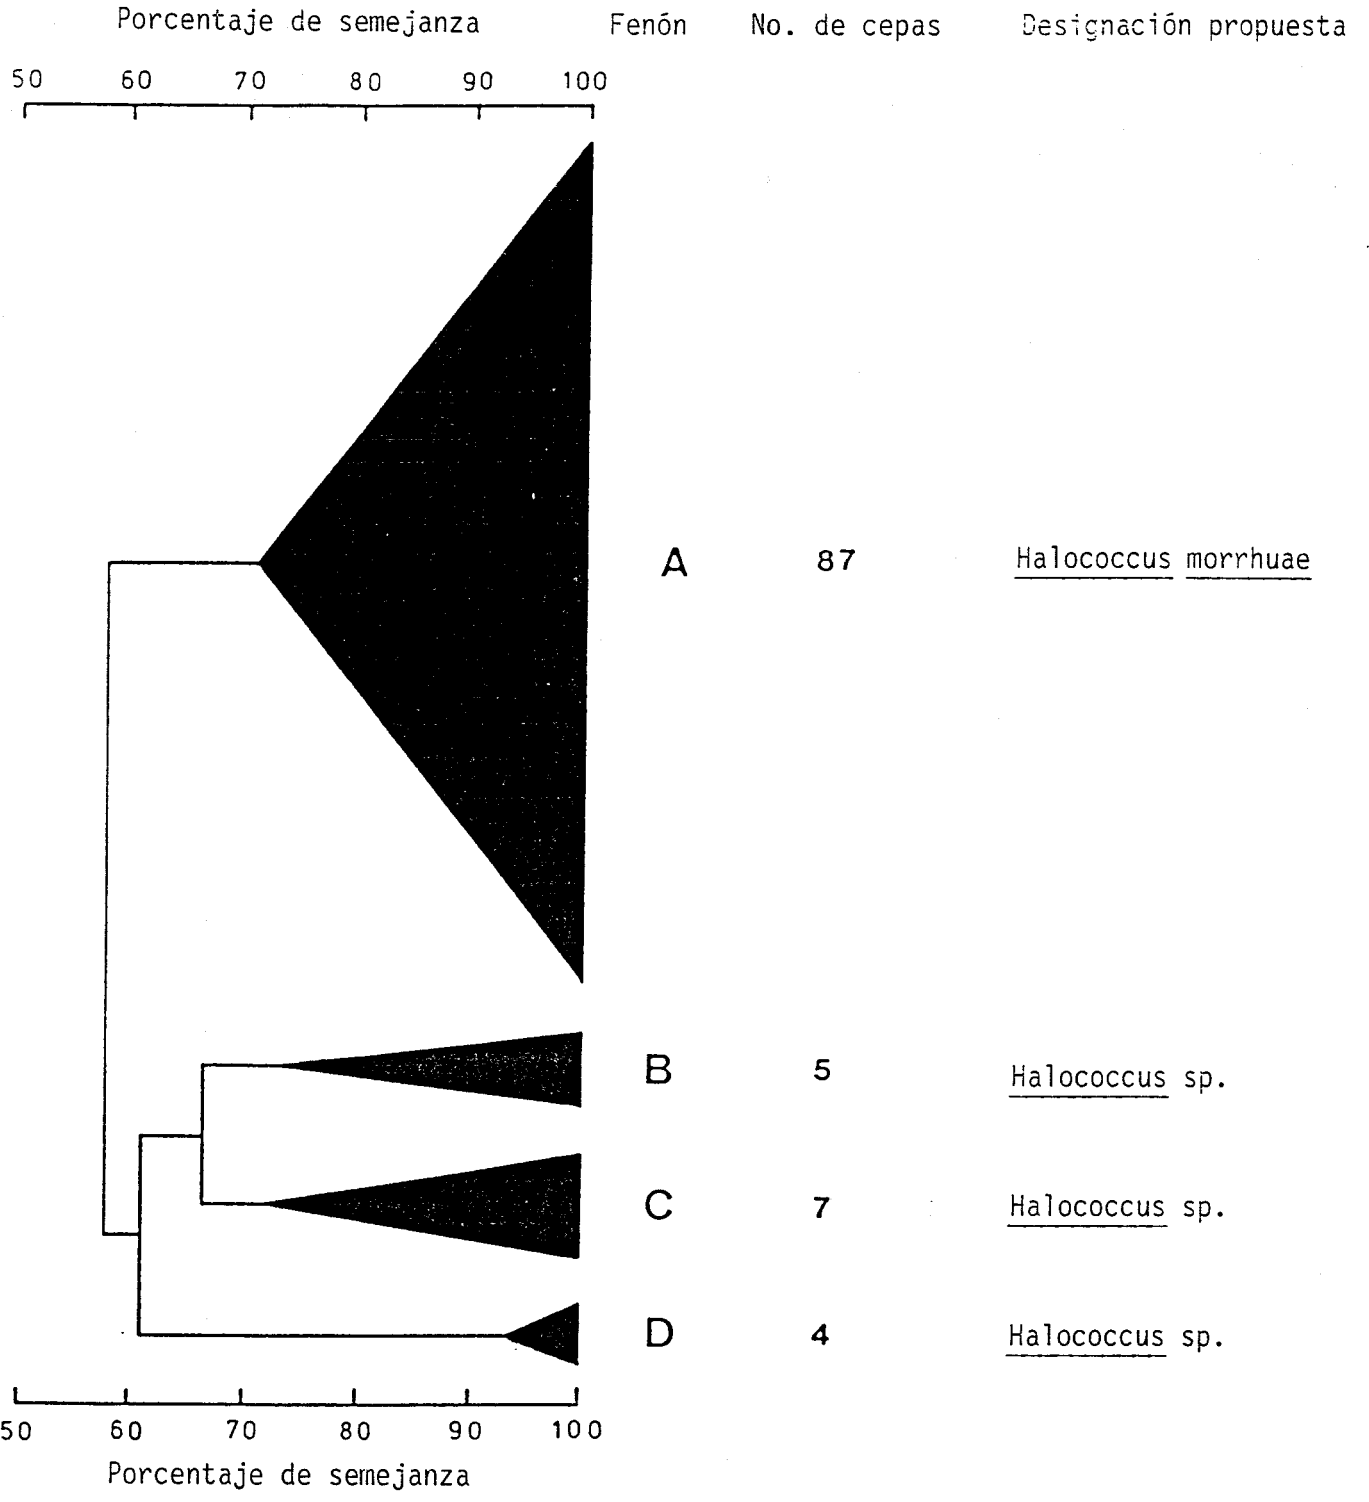 Porcentaje de semejanza Fenón No. de cepas Designación propuesta
50 60 70 80 90 100
A 87 Halococcus morrhuae
B 5 Halococcus sp.
C 7 Halococcus sp.
D 4 Halococcus sp.
50 60 70 80 90 100
Porcentaje de semejanza